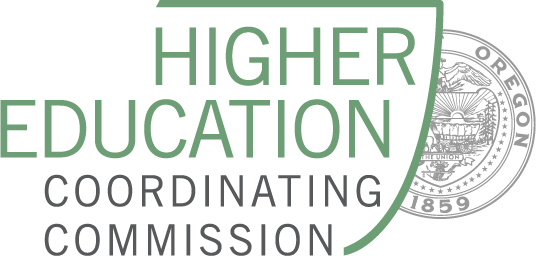 HIGHER
EDUCATION
COORDINATING
COMMISSION
OREGON
THE UNION
1859